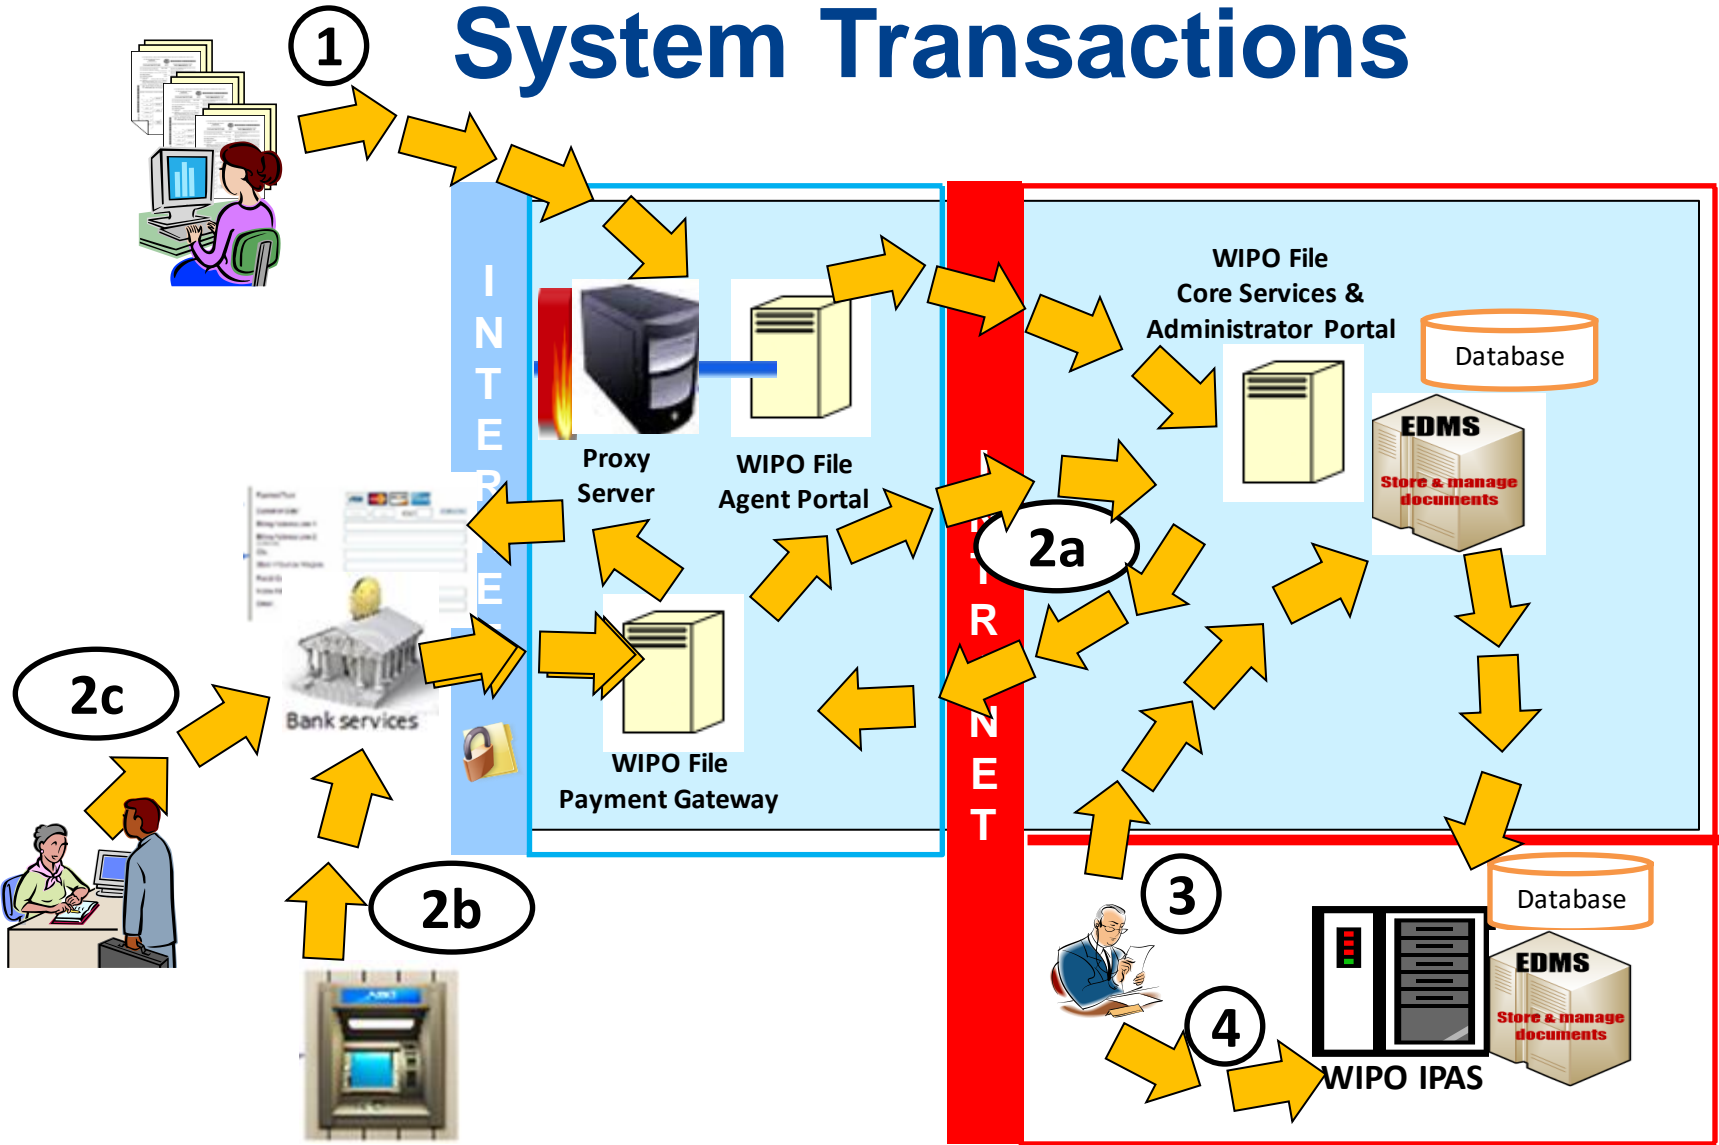 System Transactions
1
INTERNET
INTRANET
WIPO File
Core Services &
Administrator Portal
Database
EDMS
Store & manage
documents
Proxy
Server
WIPO File
Agent Portal
2a
Bank services
2c
WIPO File
Payment Gateway
2b
3
Database
EDMS
Store & manage
documents
4
WIPO IPAS